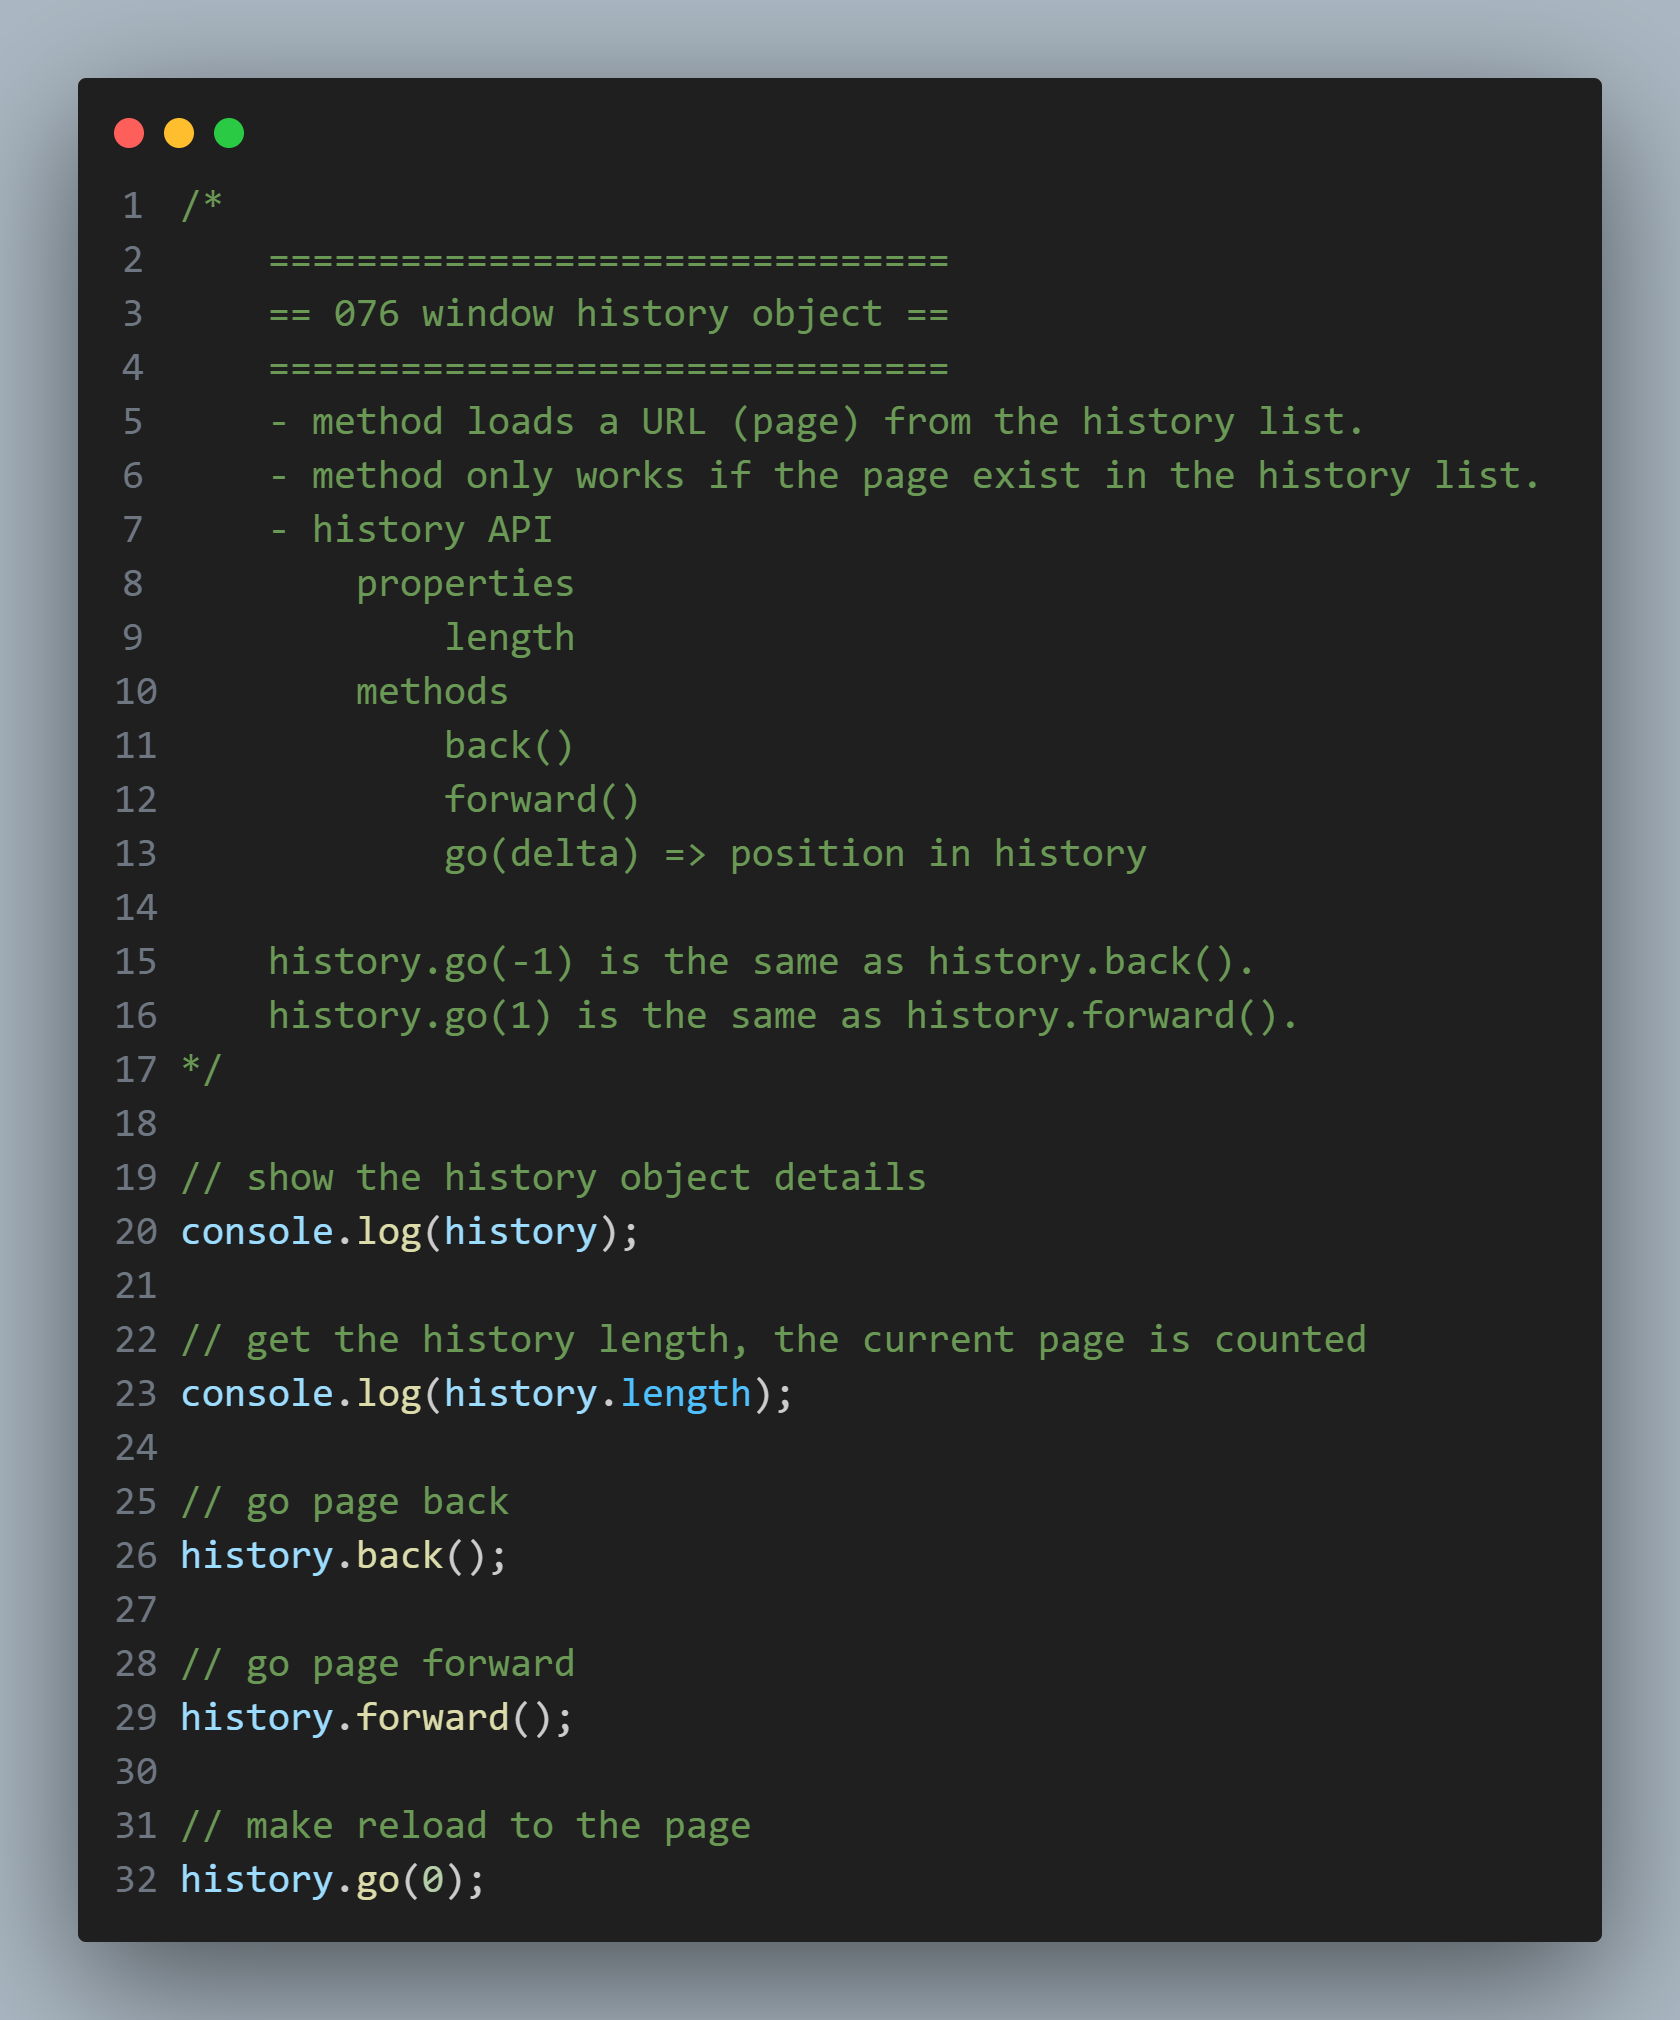 1 /*
2     ===============================
3     == 076 window history object ==
4     ===============================
5     - method loads a URL (page) from the history list.
6     - method only works if the page exist in the history list.
7     - history API
8         properties
9             length
10         methods
11             back()
12             forward()
13             go(delta) => position in history
14
15     history.go(-1) is the same as history.back().
16     history.go(1) is the same as history.forward().
17 */
18
19 // show the history object details
20 console.log(history);
21
22 // get the history length, the current page is counted
23 console.log(history.length);
24
25 // go page back
26 history.back();
27
28 // go page forward
29 history.forward();
30
31 // make reload to the page
32 history.go(0);